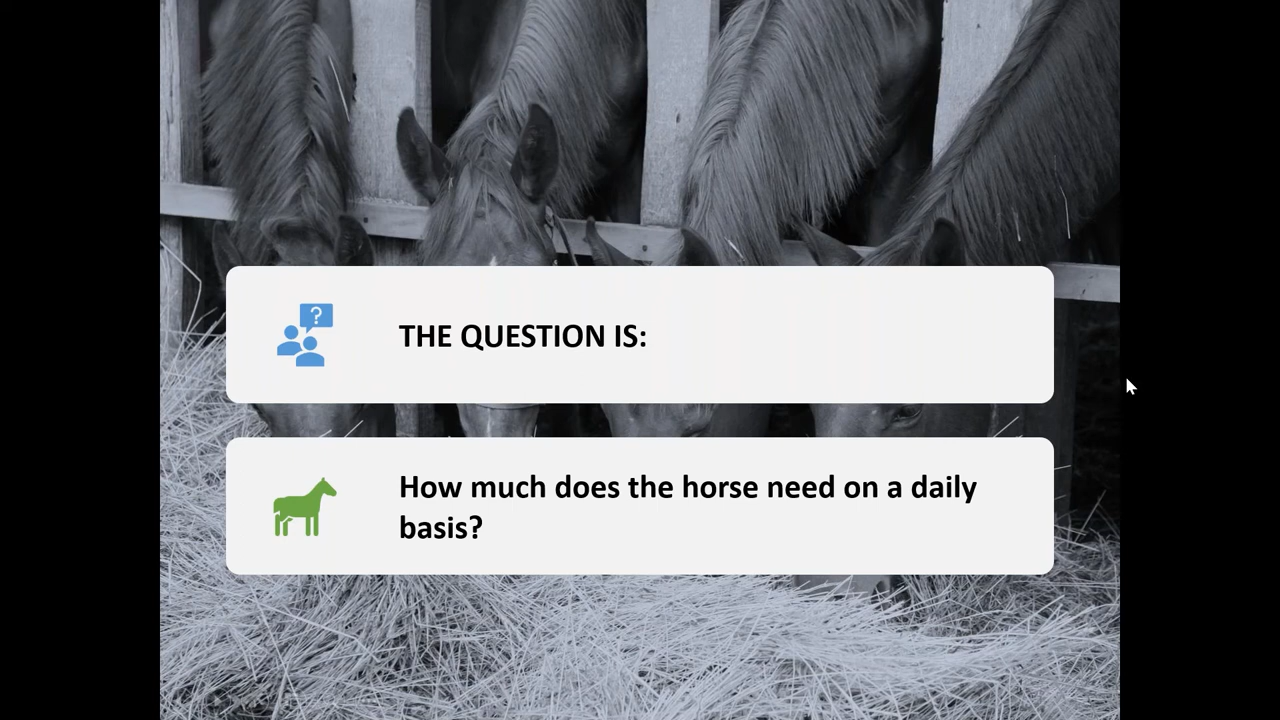 ?
THE QUESTION IS:
How much does the horse need on a daily
basis?